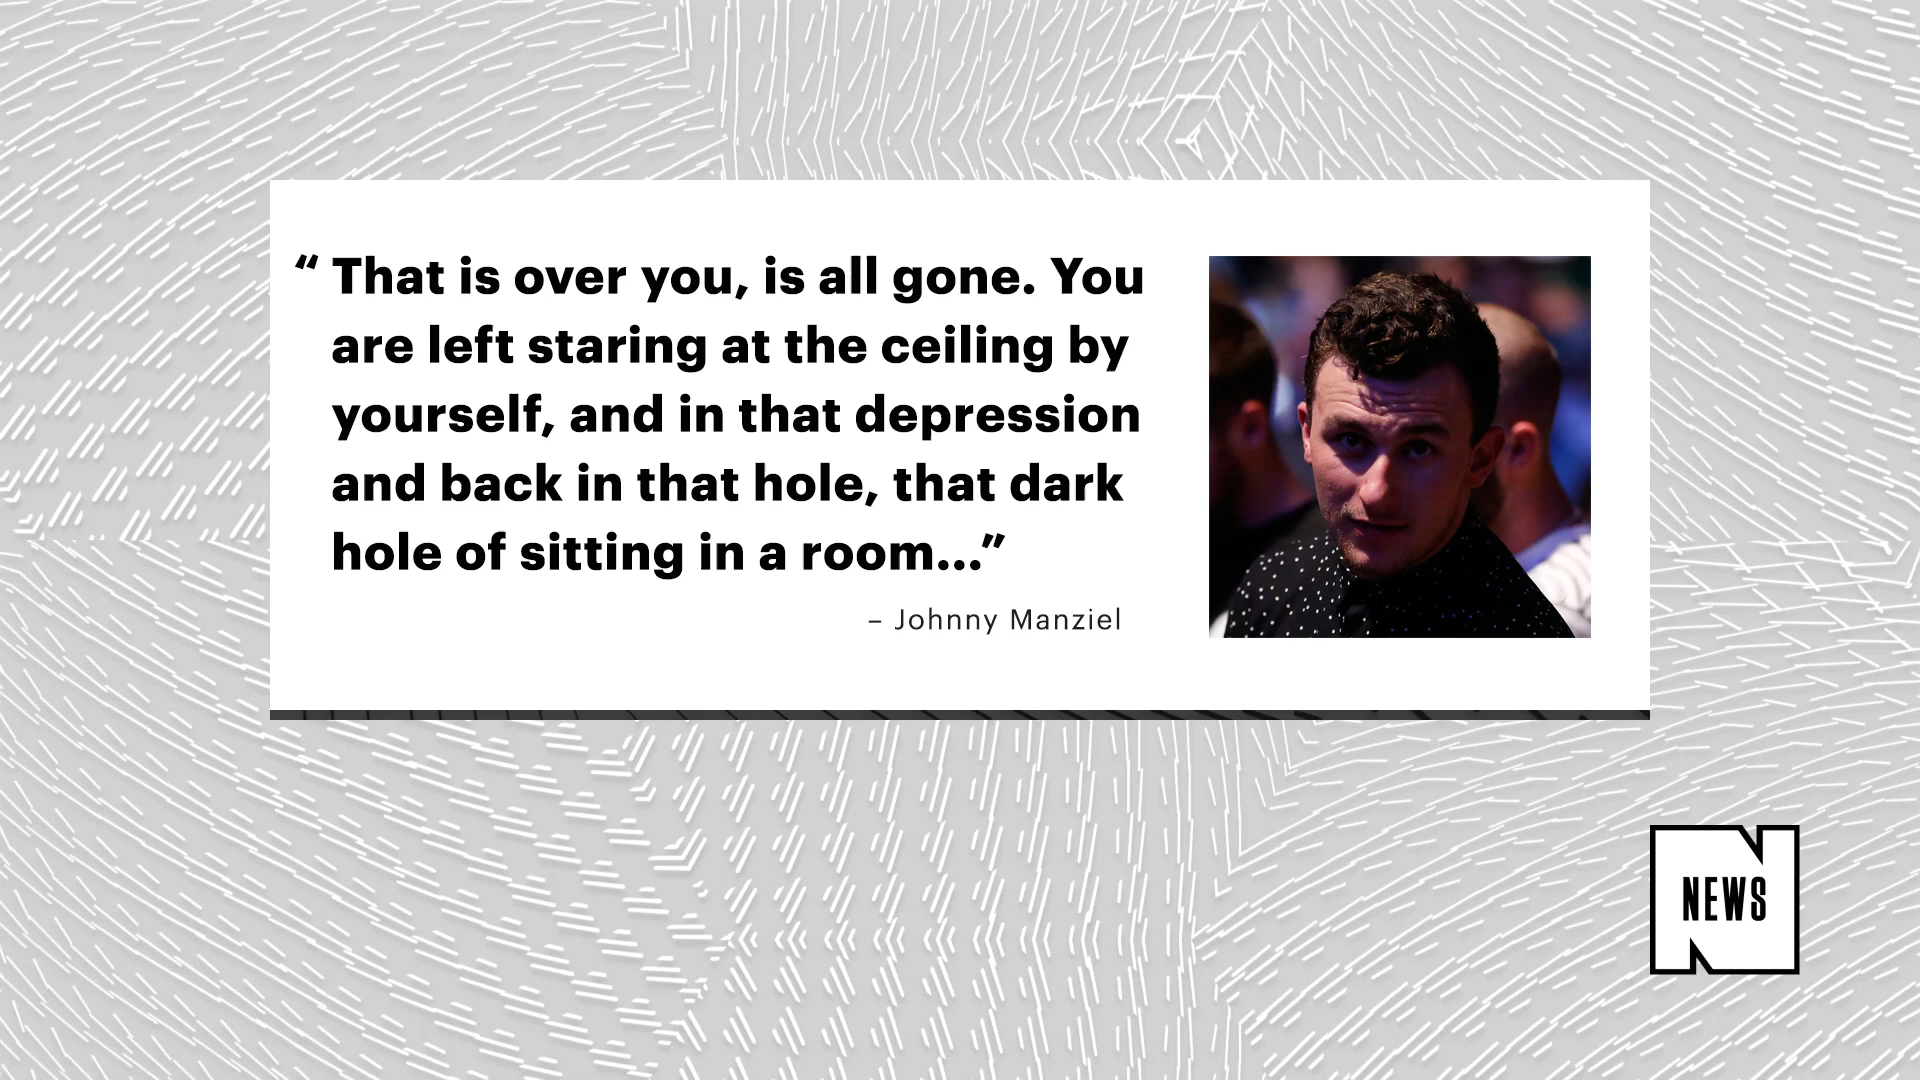 “ That is over you, is all gone. You
are left staring at the ceiling by
yourself, and in that depression
and back in that hole, that dark
hole of sitting in a room...”
– Johnny Manziel
NEWS